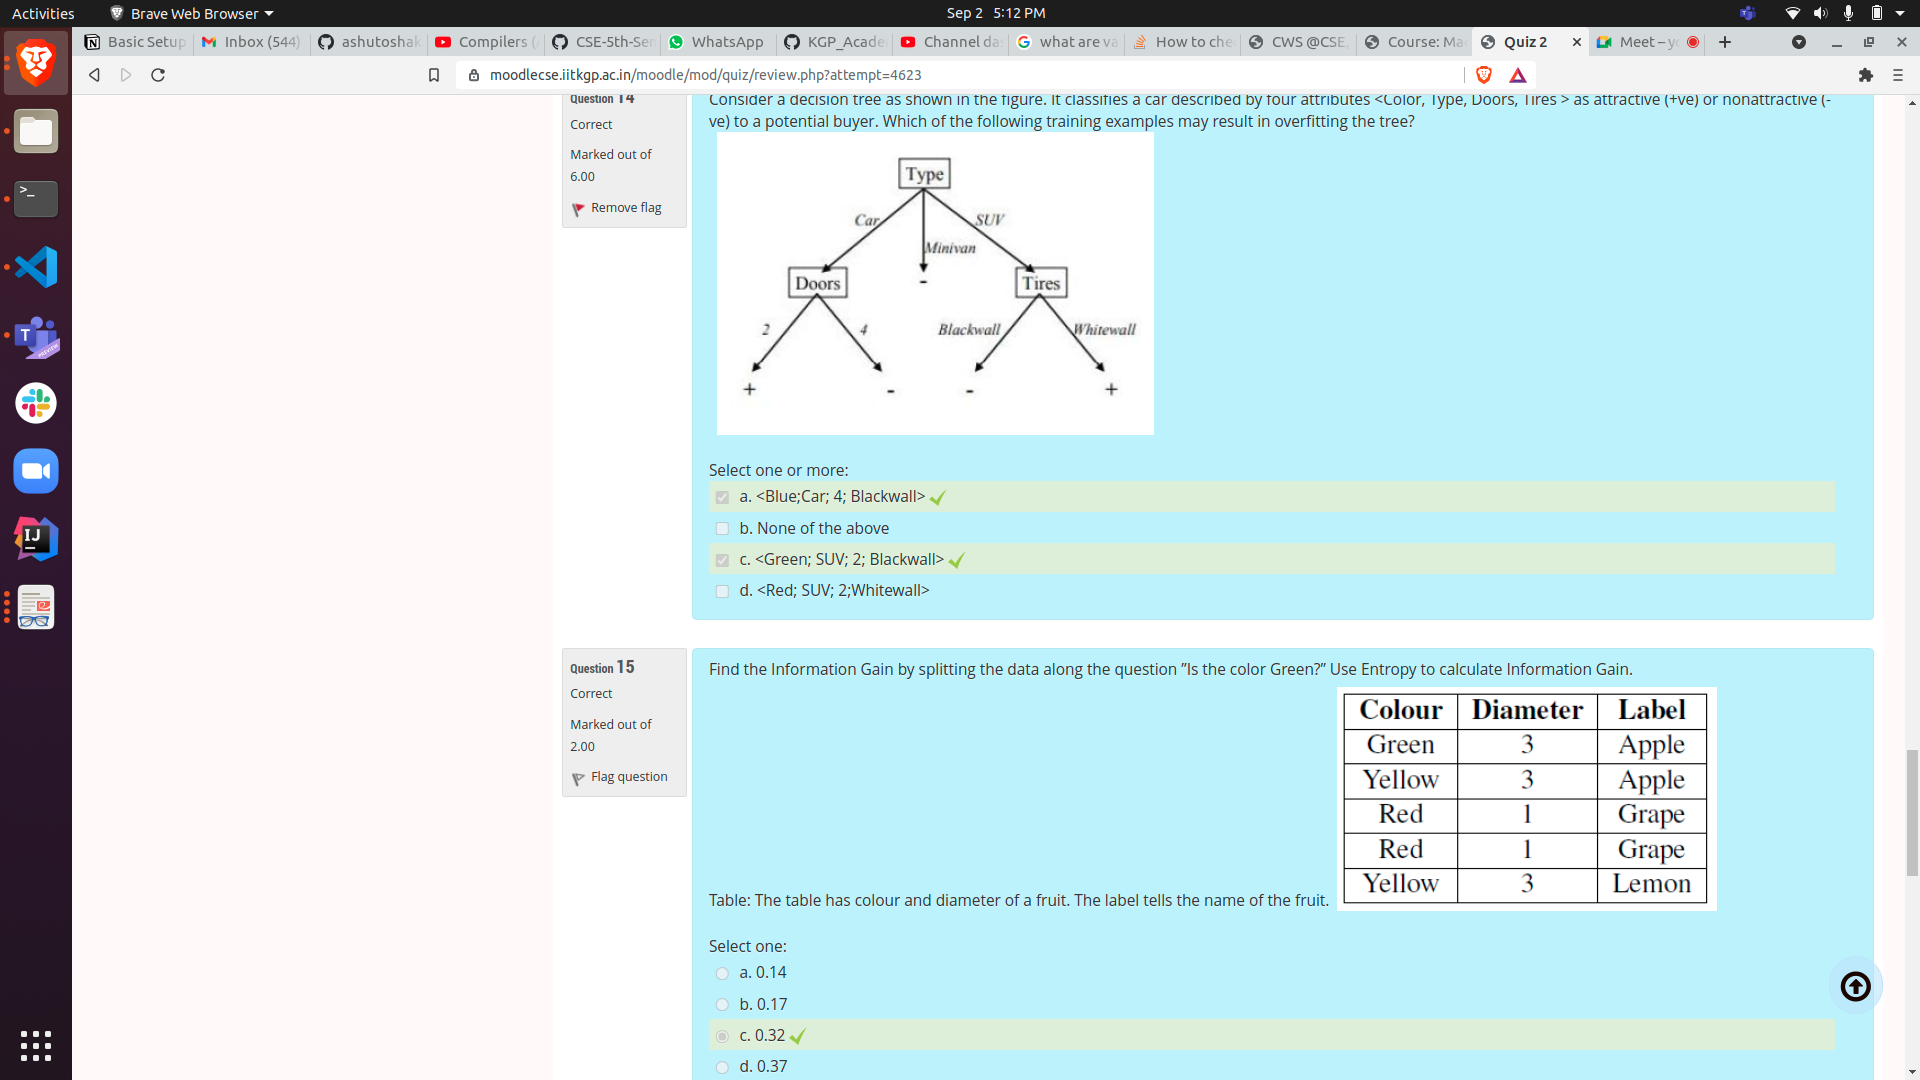 Activities
Brave Web Browser
Sep 2 5:12 PM
Basic Setup
Inbox (544)
ashutoshak
Compilers (
CSE-5th-Sem
WhatsApp
KGP_Acade
Channel da
what are va
How to che
CWS @CSE,
Course: Ma
Quiz 2
Meet – yo
moodlecse.iitkgp.ac.in/moodle/mod/quiz/review.php?attempt=4623
Question 14
Correct
Marked out of
6.00
Remove flag
Consider a decision tree as shown in the figure. It classifies a car described by four attributes <Color, Type, Doors, Tires > as attractive (+ve) or nonattractive (-
ve) to a potential buyer. Which of the following training examples may result in overfitting the tree?
Type
Car
SUV
Minivan
Doors
-
Tires
2
4
Blackwall
Whitewall
+
-
-
+
Select one or more:
a. <Blue;Car; 4; Blackwall>
b. None of the above
c. <Green; SUV; 2; Blackwall>
d. <Red; SUV; 2;Whitewall>
Question 15
Correct
Marked out of
2.00
Flag question
Find the Information Gain by splitting the data along the question ”Is the color Green?” Use Entropy to calculate Information Gain.
Colour Diameter Label
Green 3 Apple
Yellow 3 Apple
Red 1 Grape
Red 1 Grape
Yellow 3 Lemon
Table: The table has colour and diameter of a fruit. The label tells the name of the fruit.
Select one:
a. 0.14
b. 0.17
c. 0.32
d. 0.37